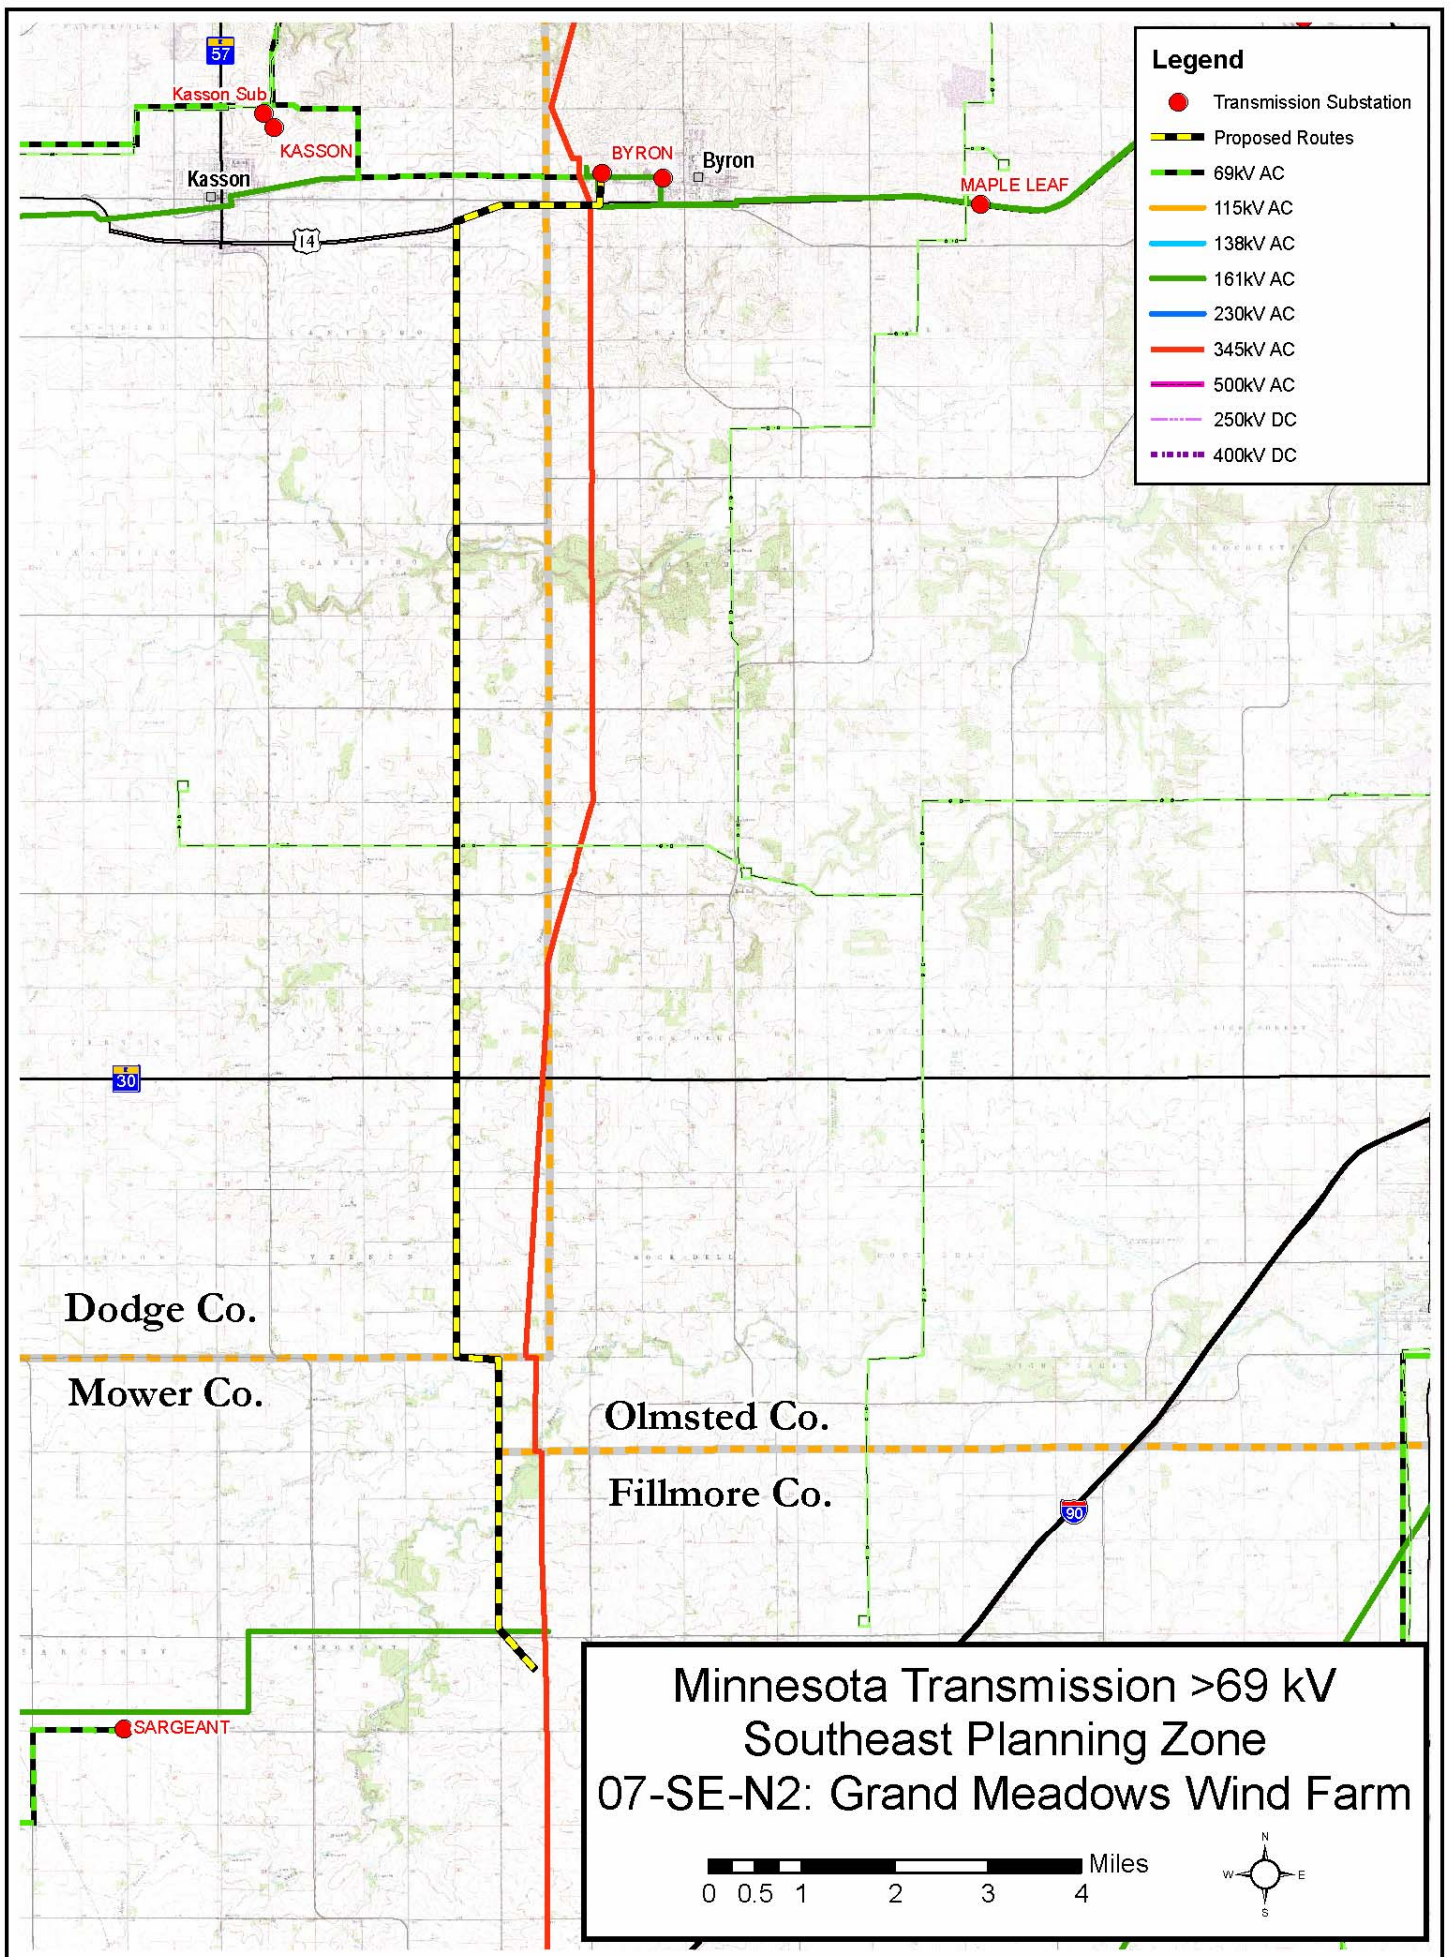 57
Kasson Sub
KASSON
Kasson
BYRON
Byron
MAPLE LEAF
14
Legend
Transmission Substation
Proposed Routes
69kV AC
115kV AC
138kV AC
161kV AC
230kV AC
345kV AC
500kV AC
250kV DC
400kV DC
30
Dodge Co.
Mower Co.
Olmsted Co.
Fillmore Co.
90
SARGEANT
Minnesota Transmission >69 kV
Southeast Planning Zone
07-SE-N2: Grand Meadows Wind Farm
Miles
0 0.5 1 2 3 4
N
W E
S